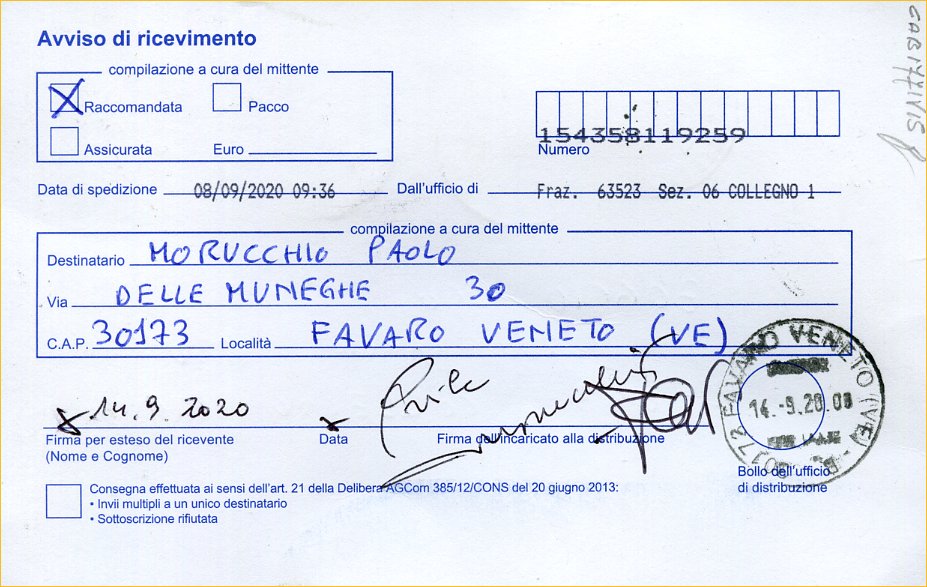 Avviso di ricevimento
compilazione a cura del mittente
X Raccomandata Pacco
Assicurata Euro
154358119259
Numero
Data di spedizione 08/09/2020 09:36 Dall'ufficio di Fraz. 63523 Sez. 06 COLLEGNO 1
compilazione a cura del mittente
Destinatario MORUCCHIO PAOLO
Via DELLE MUNEGHE 30
C.A.P. 30173 Località FAVARO VENETO (VE)
x 14.9.2020 x
Firma per esteso del ricevente Data Firma dell'incaricato alla distribuzione
(Nome e Cognome)
30173 FAVARO VENETO (VE)
14.-9.20.08
Bollo dell'ufficio
di distribuzione
Consegna effettuata ai sensi dell'art. 21 della Delibera AGCom 385/12/CONS del 20 giugno 2013:
• Invii multipli a un unico destinatario
• Sottoscrizione rifiutata